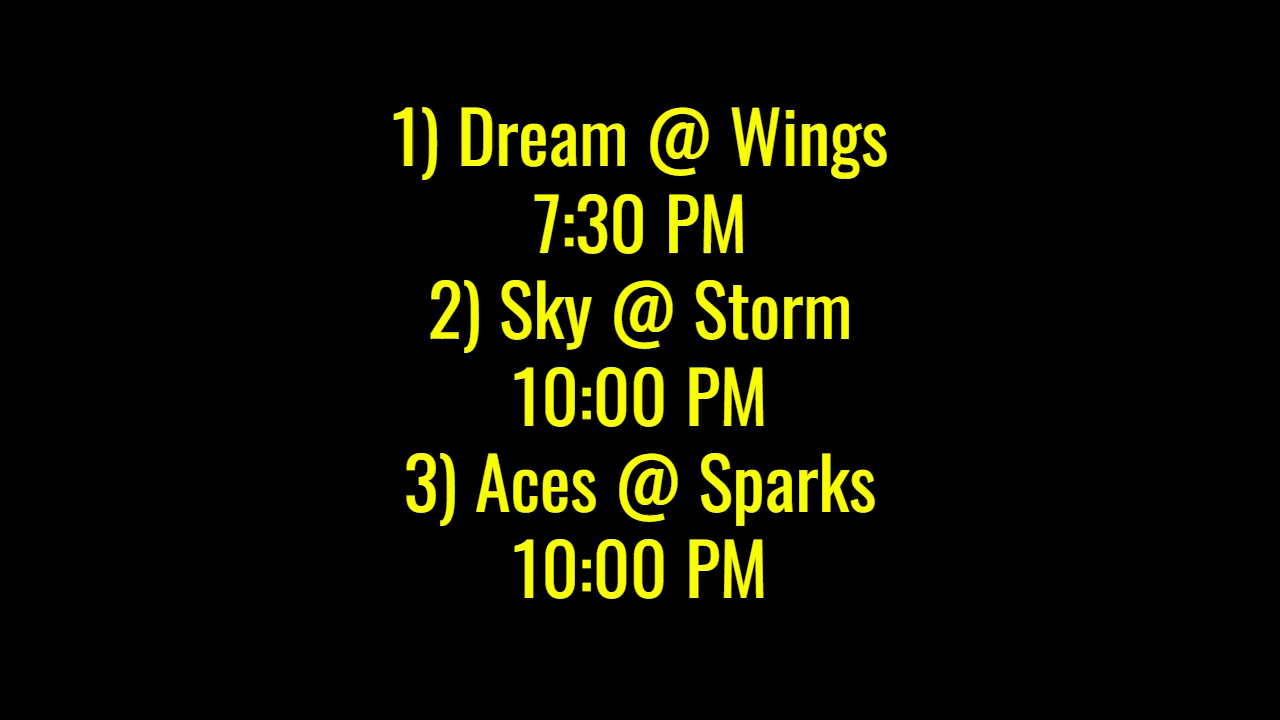 1) Dream @ Wings
7:30 PM
2) Sky @ Storm
10:00 PM
3) Aces @ Sparks
10:00 PM